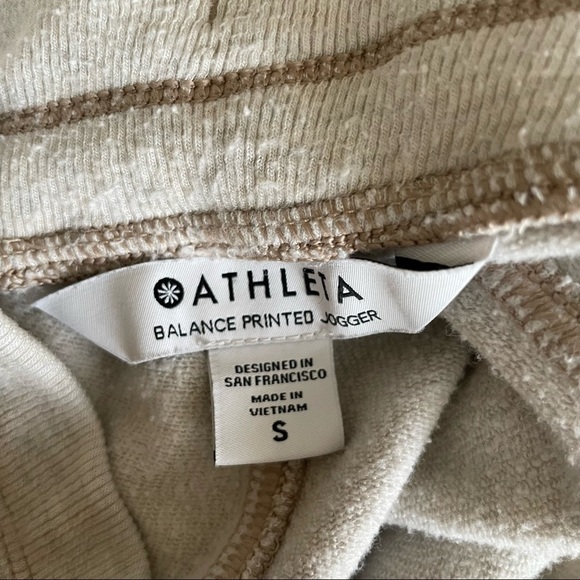 ATHLETA
BALANCE PRINTED JOGGER
DESIGNED IN
SAN FRANCISCO
MADE IN
VIETNAM
S